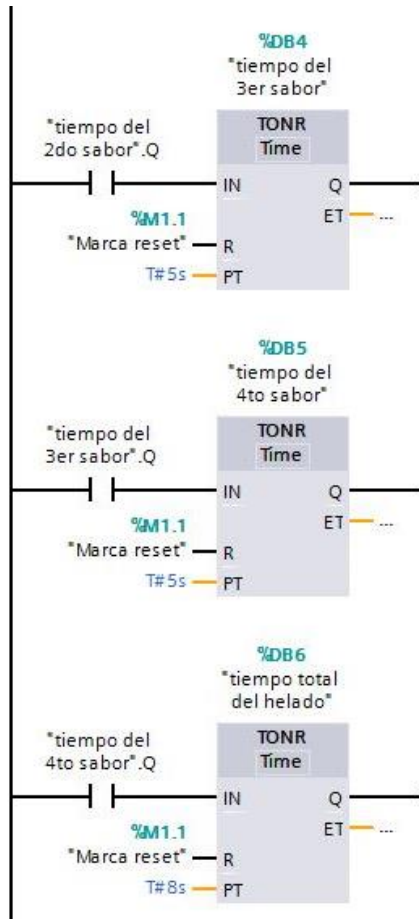 %DB4
"tiempo del
3er sabor"
TONR
Time
"tiempo del
2do sabor".Q
IN Q
%M1.1 ET ...
"Marca reset" R
T#5s PT
%DB5
"tiempo del
4to sabor"
TONR
Time
"tiempo del
3er sabor".Q
IN Q
%M1.1 ET ...
"Marca reset" R
T#5s PT
%DB6
"tiempo total
del helado"
TONR
Time
"tiempo del
4to sabor".Q
IN Q
%M1.1 ET ...
"Marca reset" R
T#8s PT